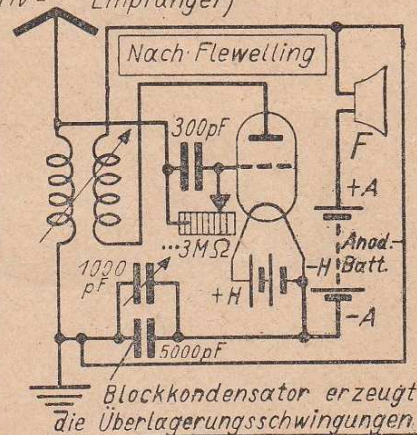 Empfänger)
Nach Flewelling
300pF
F
+A
...3MΩ
1000
pF
Anod.-
Batt.
+H
-H
-A
5000pF
Blockkondensator erzeugt
die Überlagerungsschwingungen